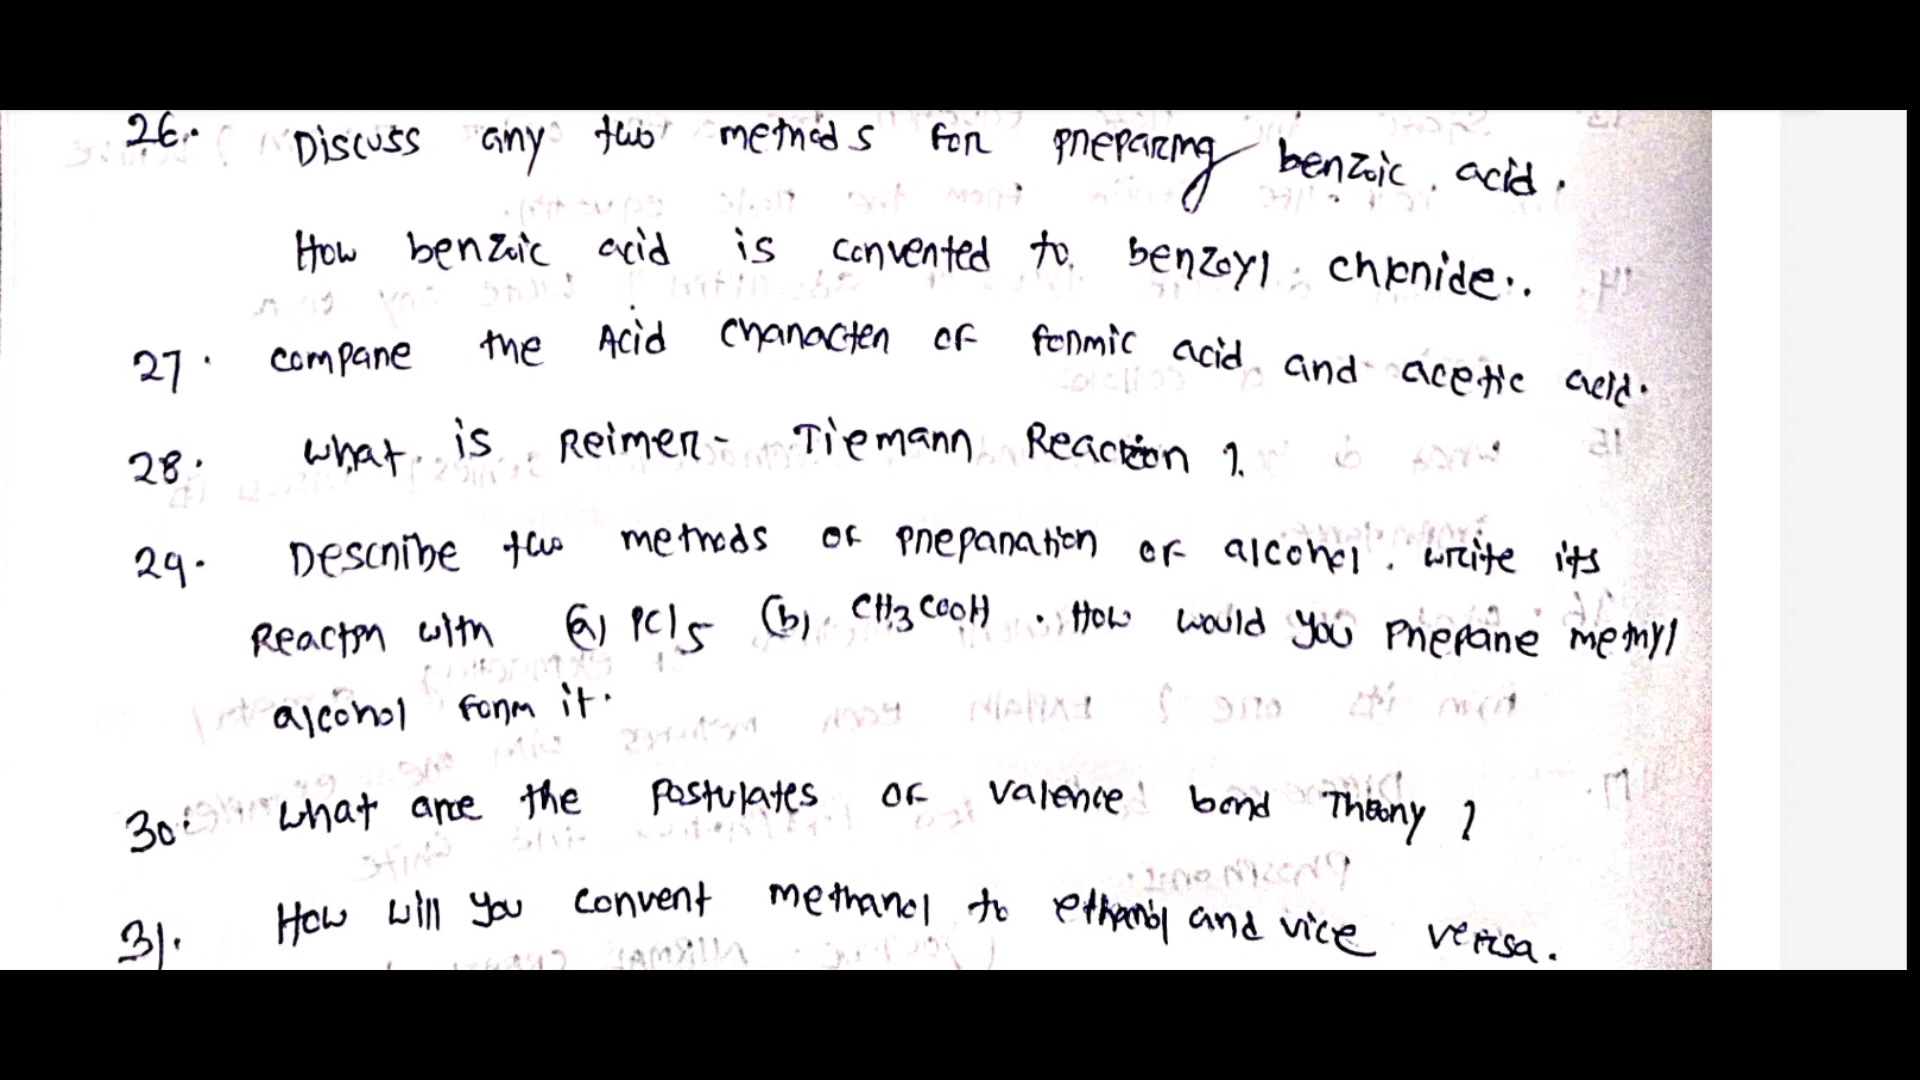 26. Discuss any two methods for preparing benzoic acid.
How benzoic acid is converted to benzoyl chloride.
27. compare the Acid character of formic acid and acetic acid.
28. what is Reimer- Tiemann Reaction ?
29. Describe two methods of preparation of alcohol. write its
Reaction with (a) PCl5 (b) CH3COOH. How would you prepare methyl
alcohol form it.
30. what are the postulates of valence bond Theory ?
31. How will you convert methanol to ethanol and vice versa.